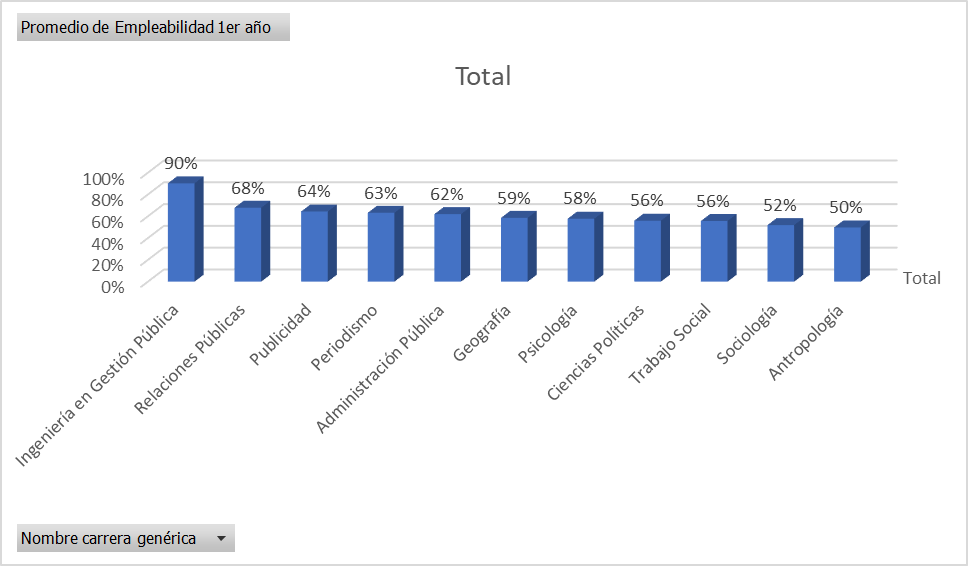 Promedio de Empleabilidad 1er año
Total
90%
68%
64%
63%
62%
59%
58%
56%
56%
52%
50%
100%
80%
60%
40%
20%
0%
Total
Ingeniería en Gestión Pública
Relaciones Públicas
Publicidad
Periodismo
Administración Pública
Geografía
Psicología
Ciencias Políticas
Trabajo Social
Sociología
Antropología
Nombre carrera genérica